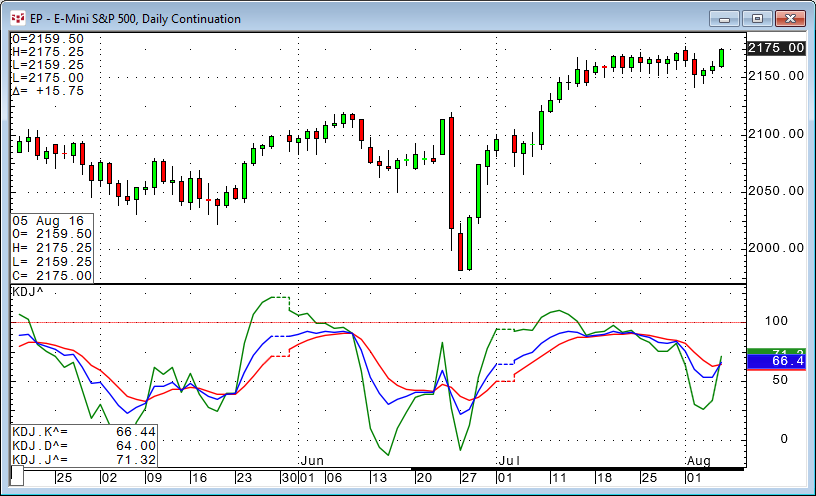 EP - E-Mini S&P 500, Daily Continuation
O=2159.50
H=2175.25
L=2159.25
L=2175.00
Δ= +15.75
2175.00
2150.00
2100.00
2050.00
2000.00
05 Aug 16
O= 2159.50
H= 2175.25
L= 2159.25
C= 2175.00
KDJ^
100
66.4
50
0
KDJ.K^= 66.44
KDJ.D^= 64.00
KDJ.J^= 71.32
Jun Jul Aug
25 02 09 16 23 30 01 06 13 20 27 01 11 18 25 01